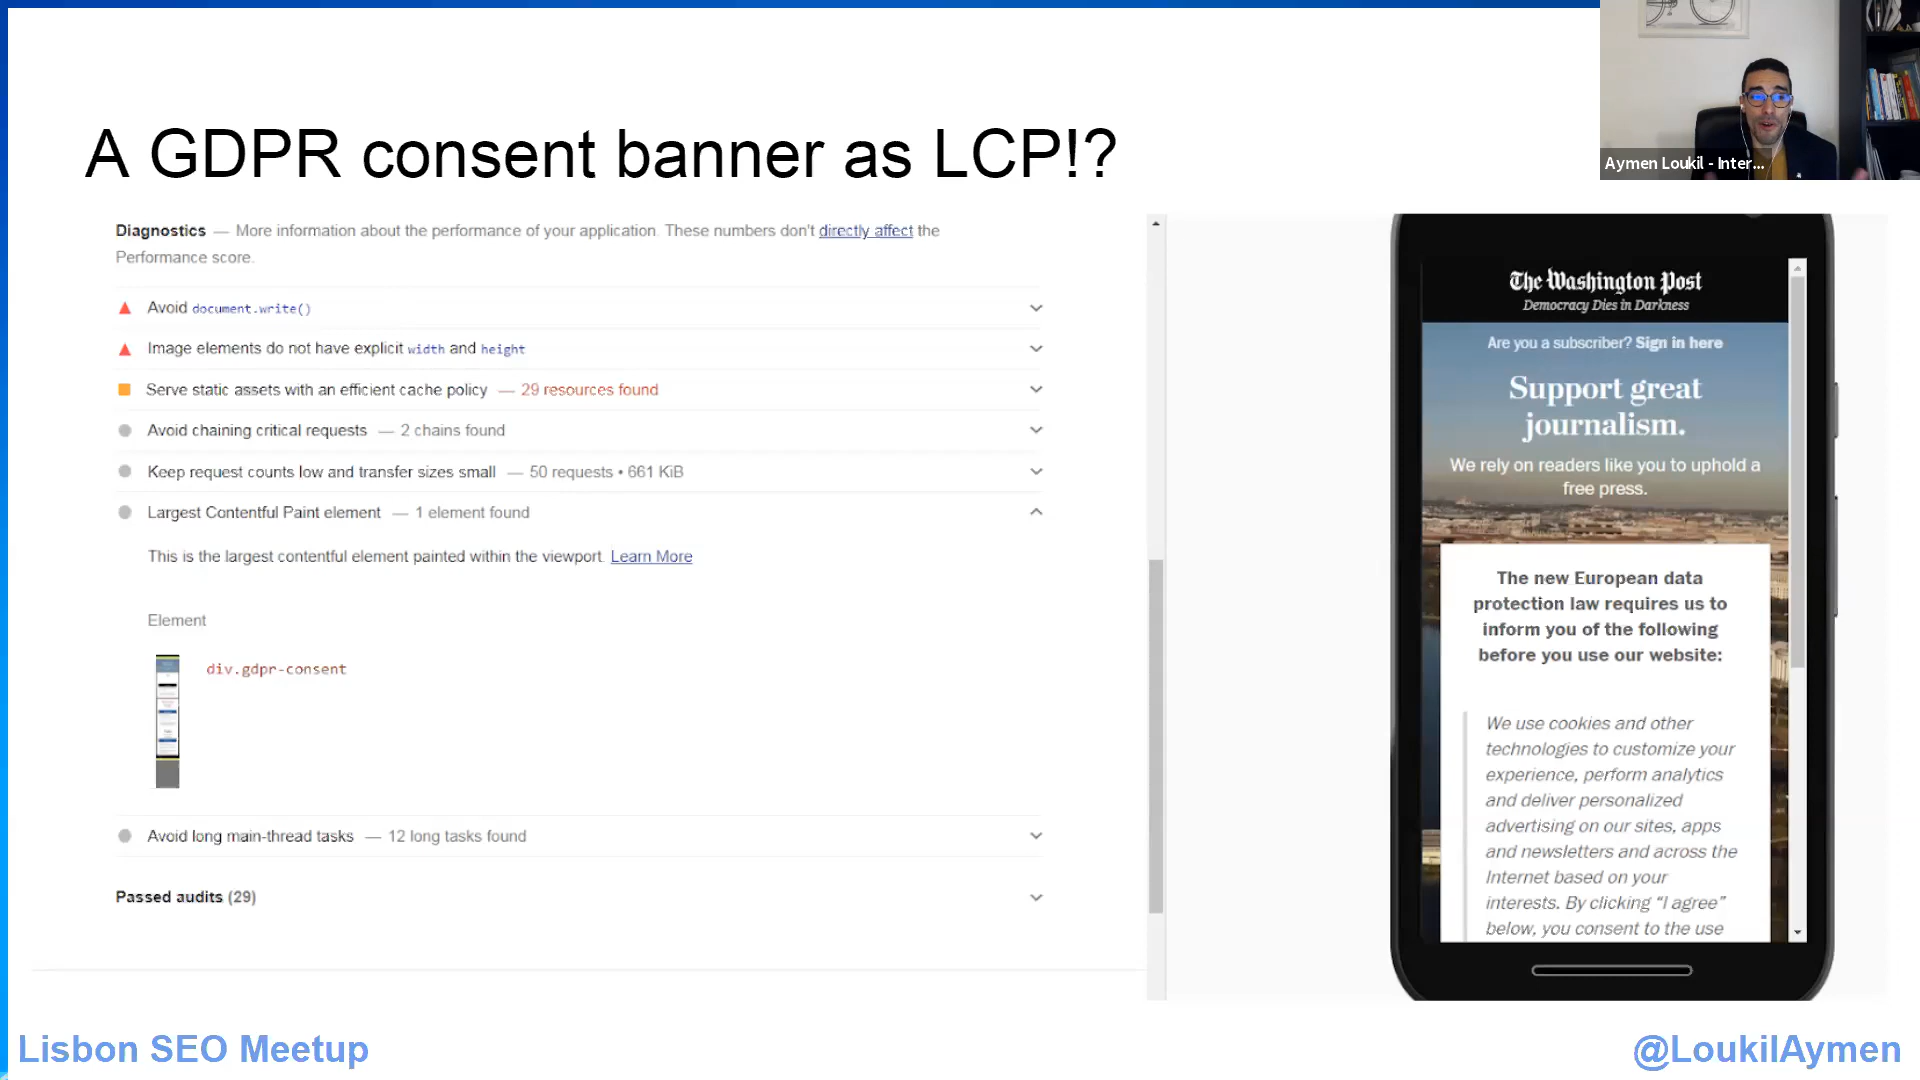 A GDPR consent banner as LCP!?
Aymen Loukil - Inter...
Diagnostics — More information about the performance of your application. These numbers don't directly affect the
Performance score.
Avoid document.write()
Image elements do not have explicit width and height
Serve static assets with an efficient cache policy — 29 resources found
Avoid chaining critical requests — 2 chains found
Keep request counts low and transfer sizes small — 50 requests • 661 KiB
Largest Contentful Paint element — 1 element found
This is the largest contentful element painted within the viewport. Learn More
Element
div.gdpr-consent
Avoid long main-thread tasks — 12 long tasks found
Passed audits (29)
The Washington Post
Democracy Dies in Darkness
Are you a subscriber? Sign in here
Support great
journalism.
We rely on readers like you to uphold a
free press.
The new European data
protection law requires us to
inform you of the following
before you use our website:
We use cookies and other
technologies to customize your
experience, perform analytics
and deliver personalized
advertising on our sites, apps
and newsletters and across the
Internet based on your
interests. By clicking “I agree”
below, you consent to the use
Lisbon SEO Meetup
@LoukilAymen